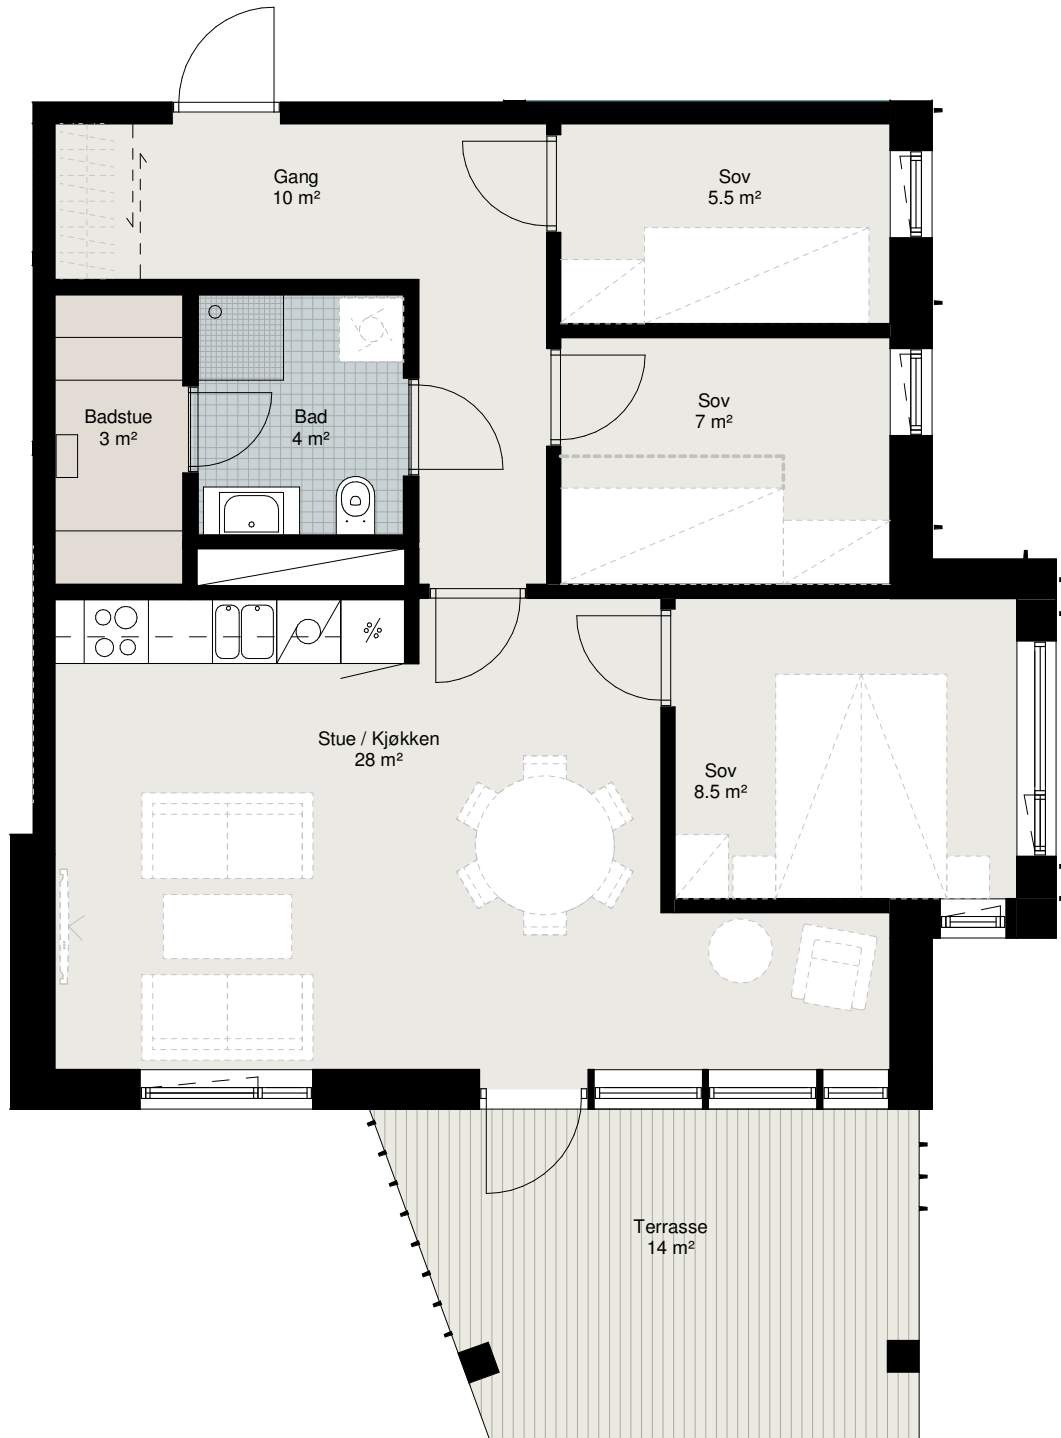 Gang
10 m²
Sov
5.5 m²
Sov
7 m²
Badstue
3 m²
Bad
4 m²
Stue / Kjøkken
28 m²
Sov
8.5 m²
Terrasse
14 m²